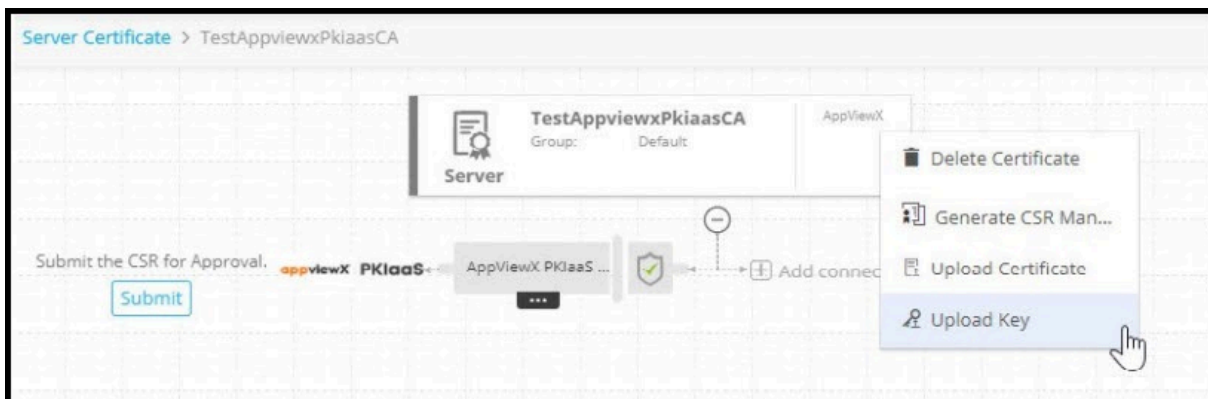 Server Certificate > TestAppviewxPkiaasCA
TestAppviewxPkiaasCA
AppViewX
Group: Default
Server
Delete Certificate
Generate CSR Man...
Upload Certificate
Upload Key
Submit the CSR for Approval.
Submit
appviewX PKIaaS
AppViewX PKIaaS ...
Add connec